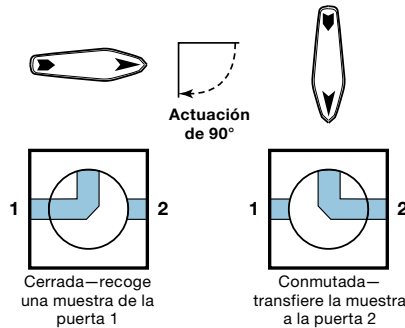 Actuación
de 90°
1
2
Cerrada—recoge
una muestra de la
puerta 1
1
2
Conmutada—
transfiere la muestra
a la puerta 2